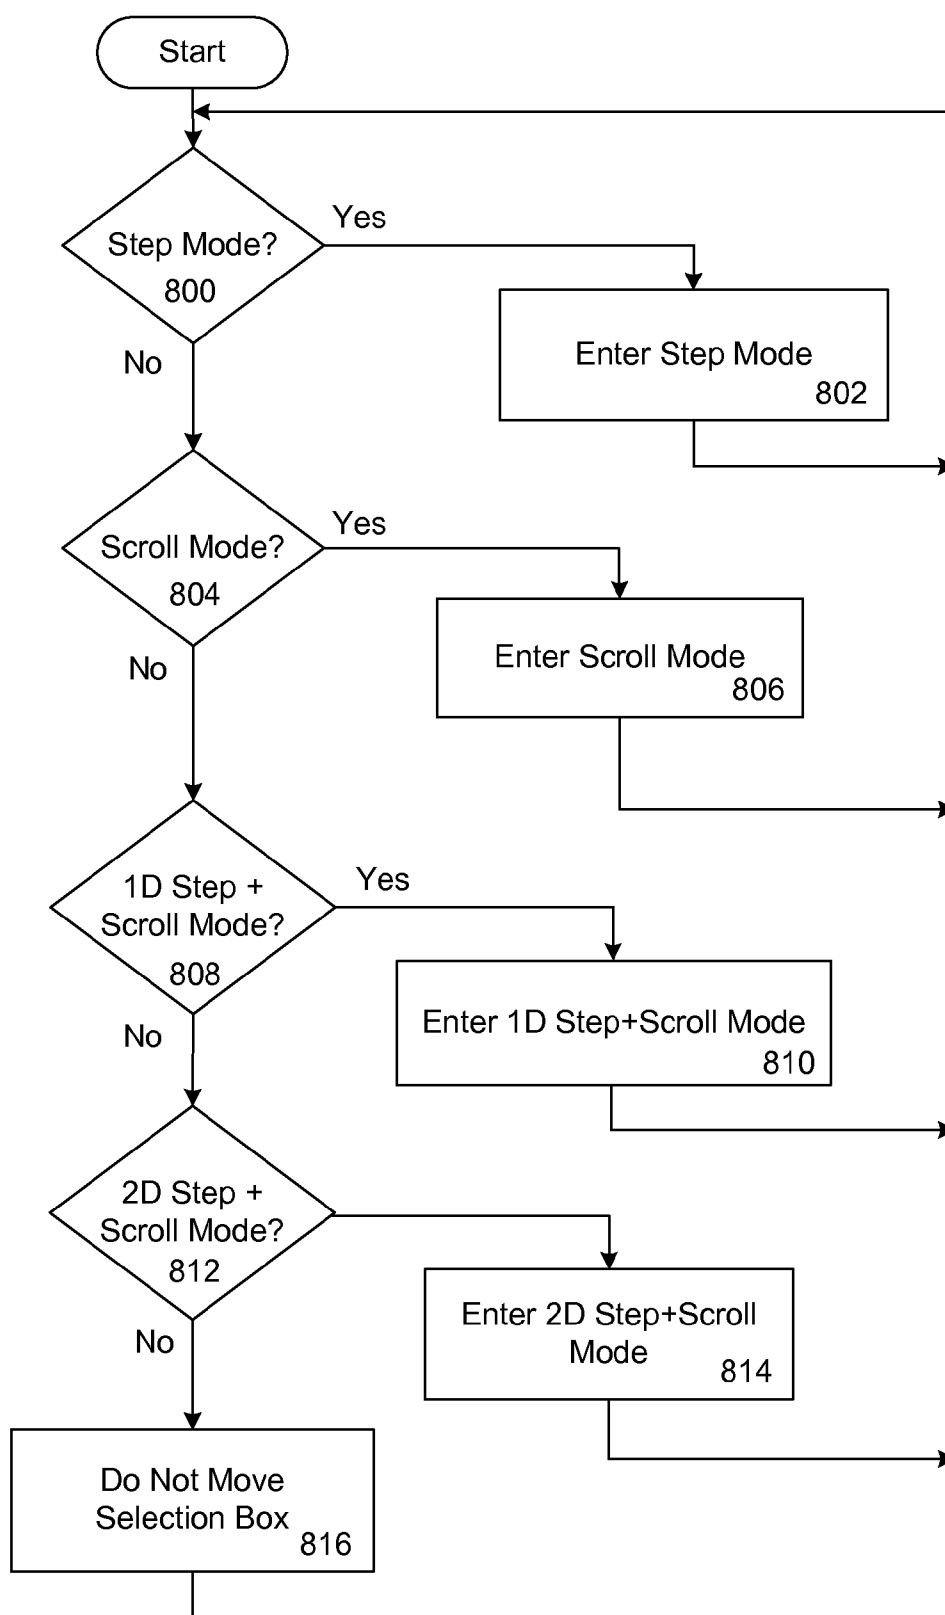 Start
Yes
Step Mode?
800
Enter Step Mode
802
No
Yes
Scroll Mode?
804
Enter Scroll Mode
806
No
Yes
1D Step +
Scroll Mode?
808
Enter 1D Step+Scroll Mode
810
No
2D Step +
Scroll Mode?
812
Enter 2D Step+Scroll
Mode
814
No
Do Not Move
Selection Box
816